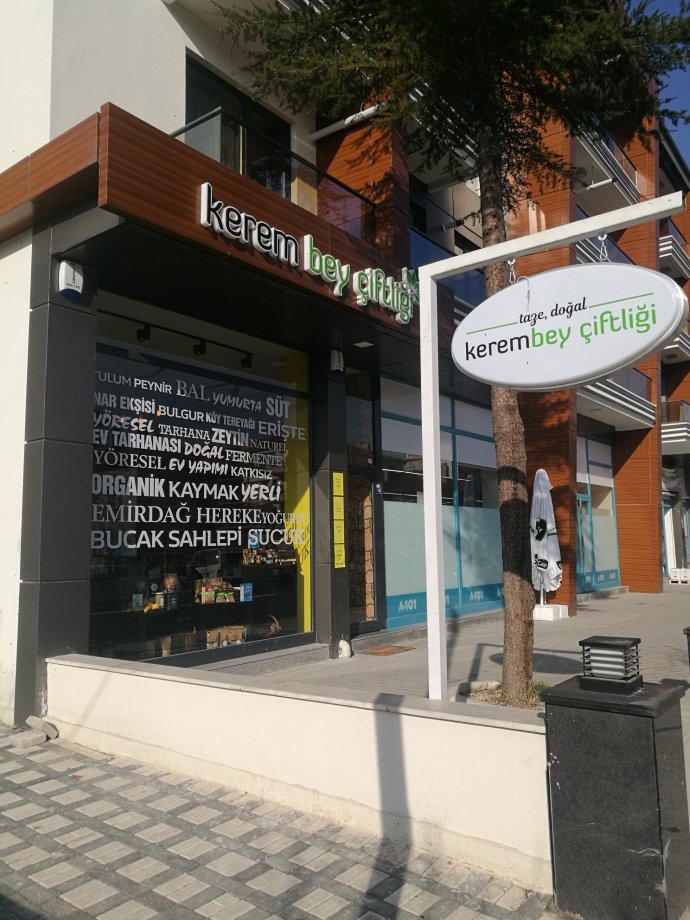 kerem bey çiftliği
taze, doğal
kerembey çiftliği
TULUM PEYNİR BAL YUMURTA SÜT
NAR EKŞİSİ BULGUR KÖY TEREYAĞI ERİŞTE
YÖRESEL TARHANA ZEYTİN NATUREL
EV TARHANASI DOĞAL FERMENTE
YÖRESEL EV YAPIMI KATKISIZ
ORGANİK KAYMAK YERLİ
EMİRDAĞ HEREKE YOĞURDU
BUCAK SAHLEPİ SUCUK
A-101
A-101
A-101